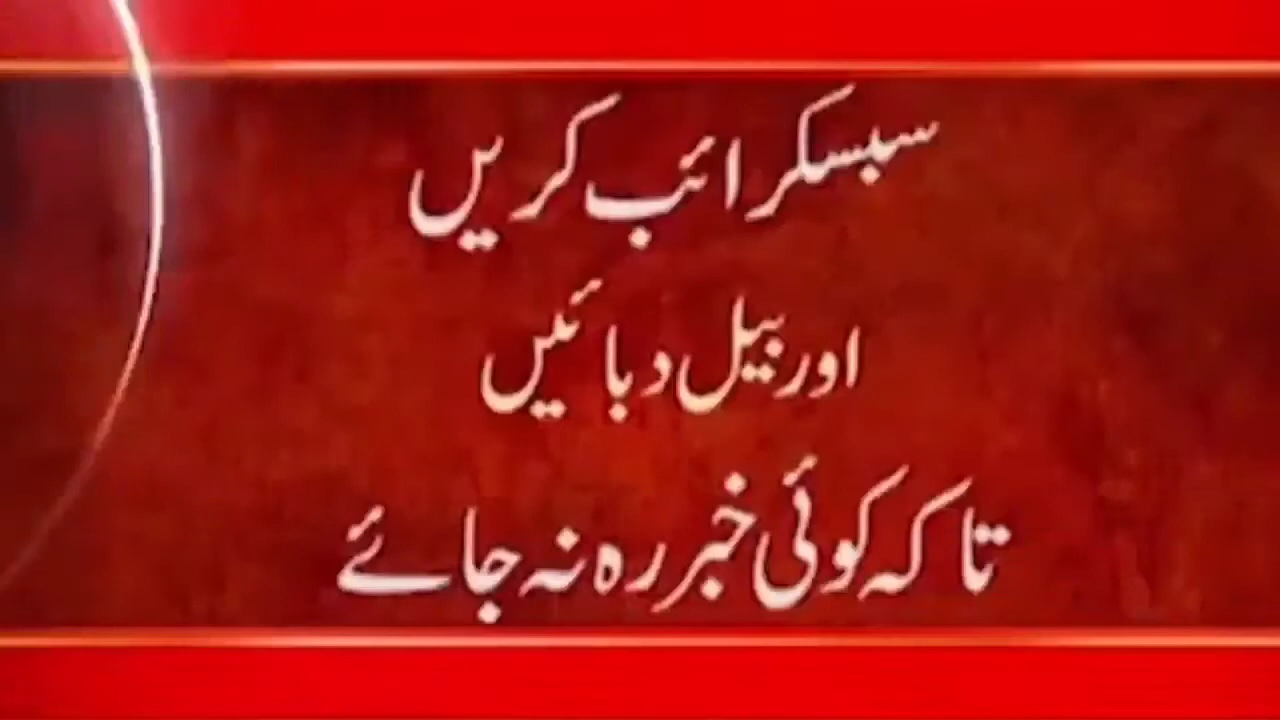 سبسکرائب کریں
اور بیل دبائیں
تاکہ کوئی خبر رہ نہ جائے